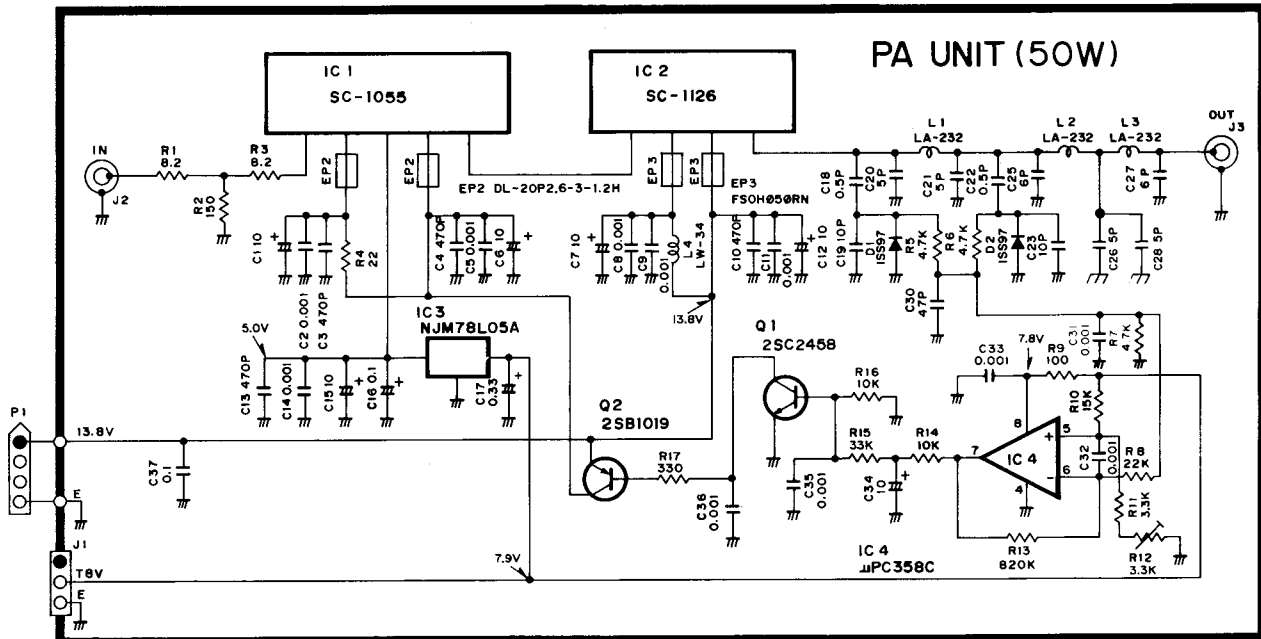 PA UNIT (50W)
IC 1
SC-1055
IC 2
SC-1126
IN
J2
R1
8.2
R3
8.2
R2
150
EP2
EP2
EP2 DL-20P2.6-3-1.2H
EP3
EP3
EP3
FSOHØ5ØRN
L1
LA-232
L2
LA-232
L3
LA-232
OUT
J3
C1 10
C2 0.001
C3 470P
R4
22
C4 470P
C5 0.001
C6 10
C7 10
C8 0.001
C9
0.001
L4
LW-34
C10 470P
C11
0.001
C12 10
C18
0.5P
C20
5P
C19 10P
D1
ISS97
R5
4.7K
C21
5P
C22
0.5P
R6
4.7K
D2
ISS97
C23
10P
C25
6P
C26 5P
C27
6P
C28 5P
C30
47P
13.8V
IC3
NJM78L05A
5.0V
C13 470P
C14 0.001
C15 10
C16 0.1
C17
0.33
Q1
2SC2458
R16
10K
C33
0.001
7.8V
R9
100
C31
0.001
R7
4.7K
R10
15K
Q2
2SB1019
R17
330
C36
0.001
C35
0.001
R15
33K
C34
10
R14
10K
7
8
IC 4
4
+
-
5
6
C32
0.001
R8
22K
R11
3.3K
R12
3.3K
R13
820K
IC 4
μPC358C
P1
13.8V
C37
0.1
E
J1
T8V
E
7.9V